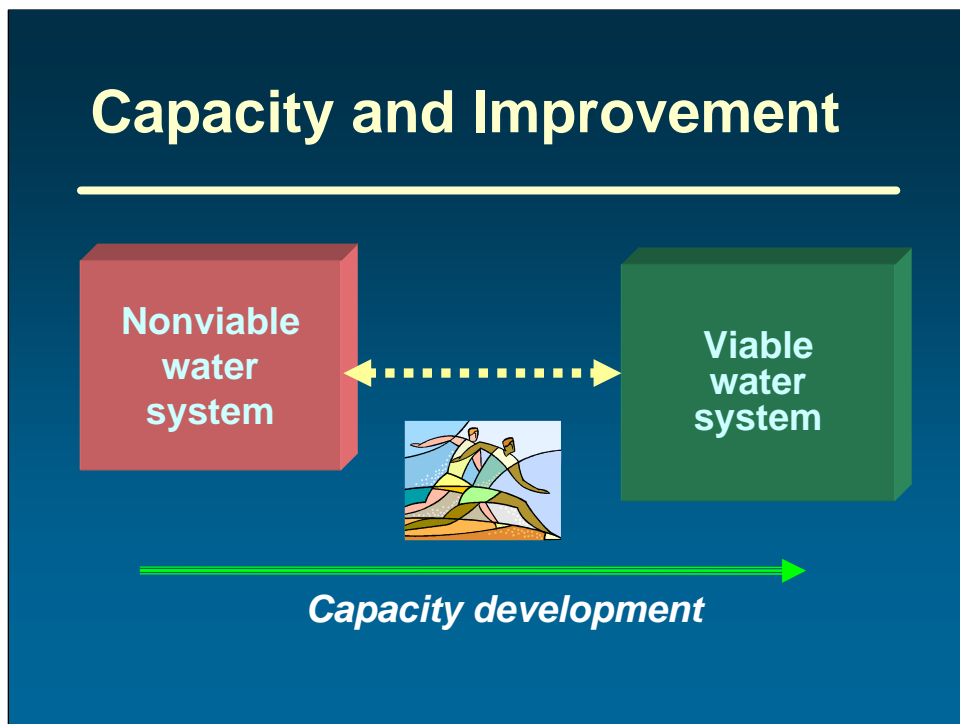 Capacity and Improvement
Nonviable
water
system
Viable
water
system
Capacity development